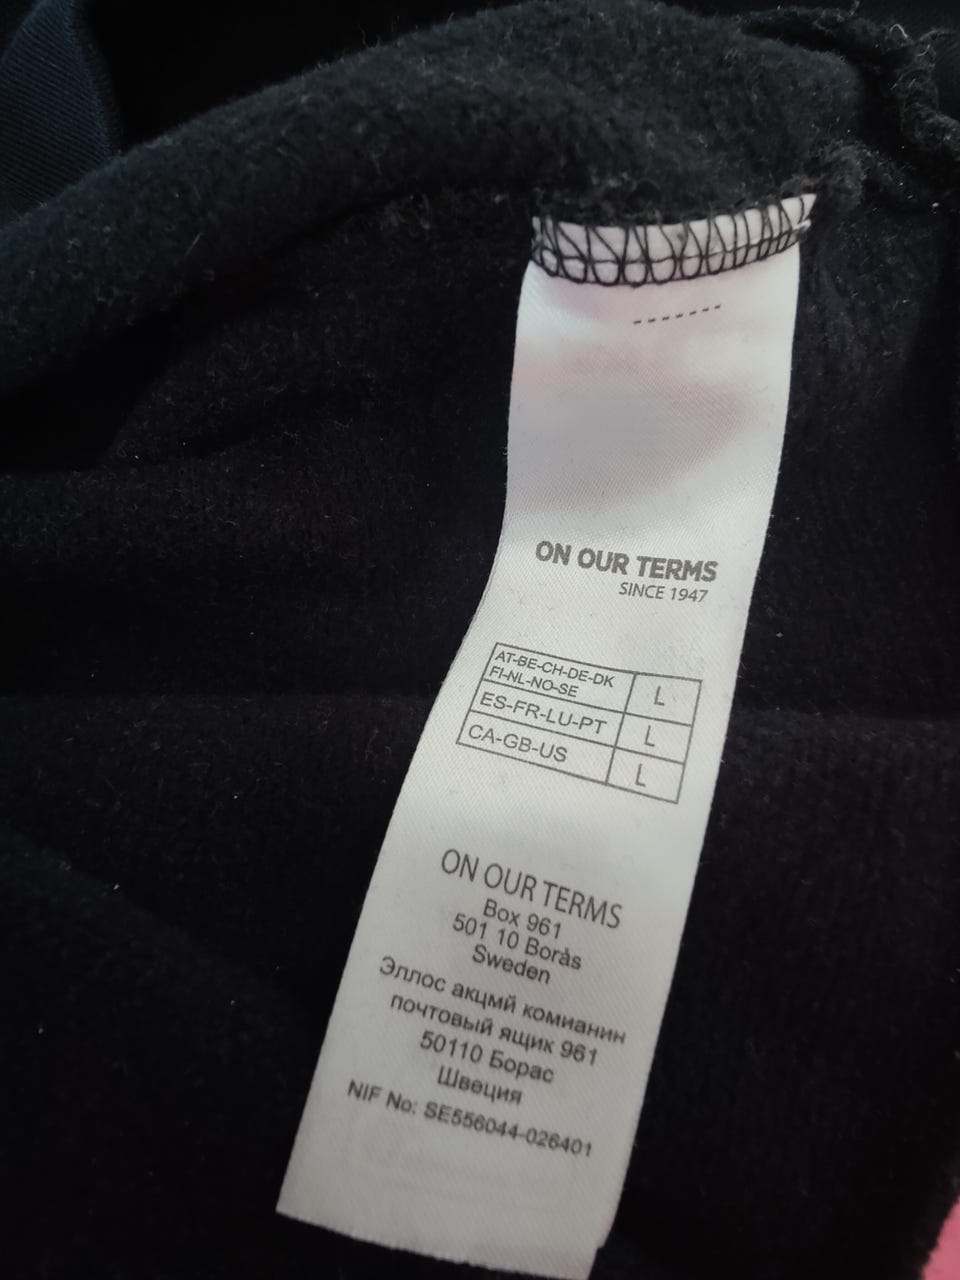 -------
ON OUR TERMS
SINCE 1947
AT-BE-CH-DE-DK
FI-NL-NO-SE
L
ES-FR-LU-PT L
CA-GB-US L
ON OUR TERMS
Box 961
501 10 Borås
Sweden
Эллос акцмй комианин
почтовый ящик 961
50110 Борас
Швеция
NIF No: SE556044-026401